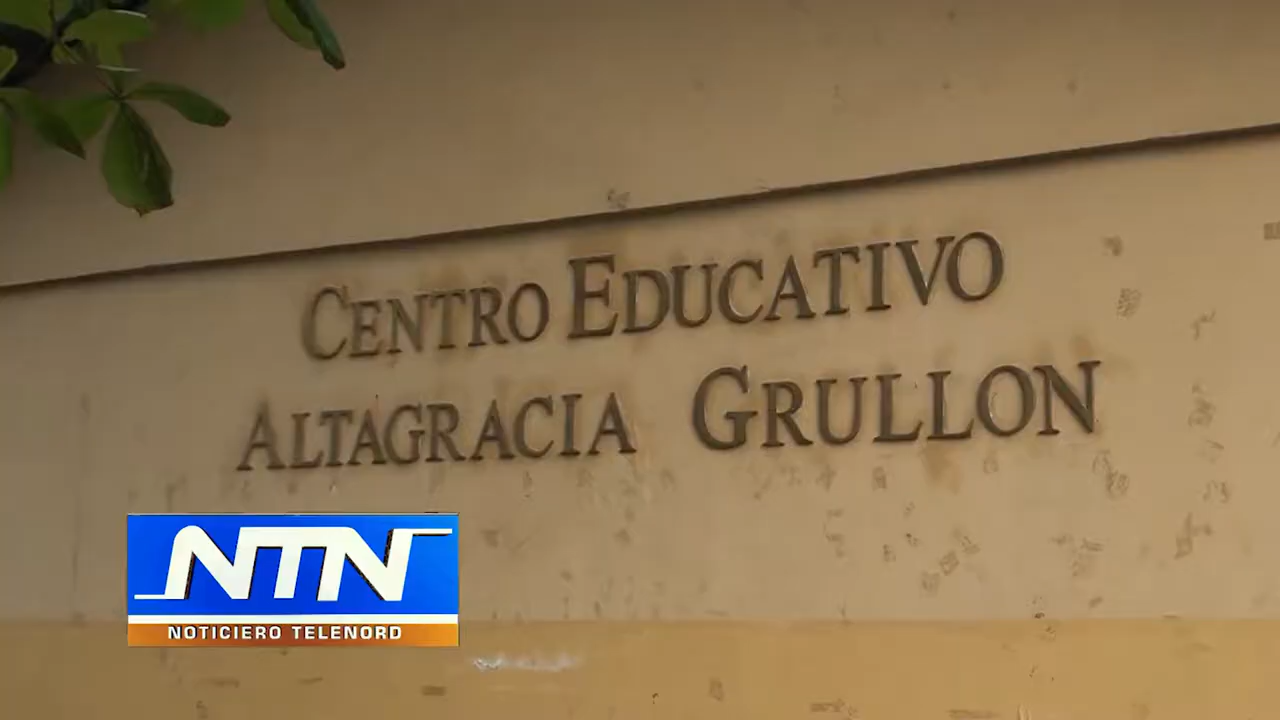 CENTRO EDUCATIVO
ALTAGRACIA GRULLON
NTN
NOTICIERO TELENORD